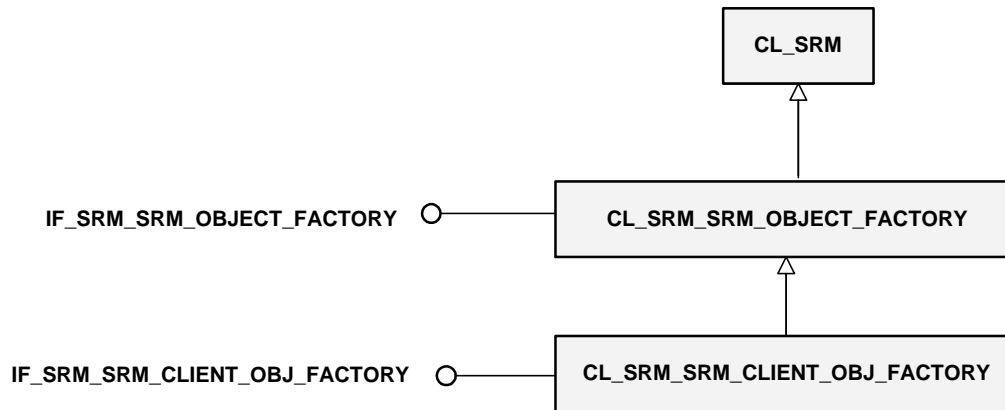 CL_SRM
IF_SRM_SRM_OBJECT_FACTORY
CL_SRM_SRM_OBJECT_FACTORY
IF_SRM_SRM_CLIENT_OBJ_FACTORY
CL_SRM_SRM_CLIENT_OBJ_FACTORY